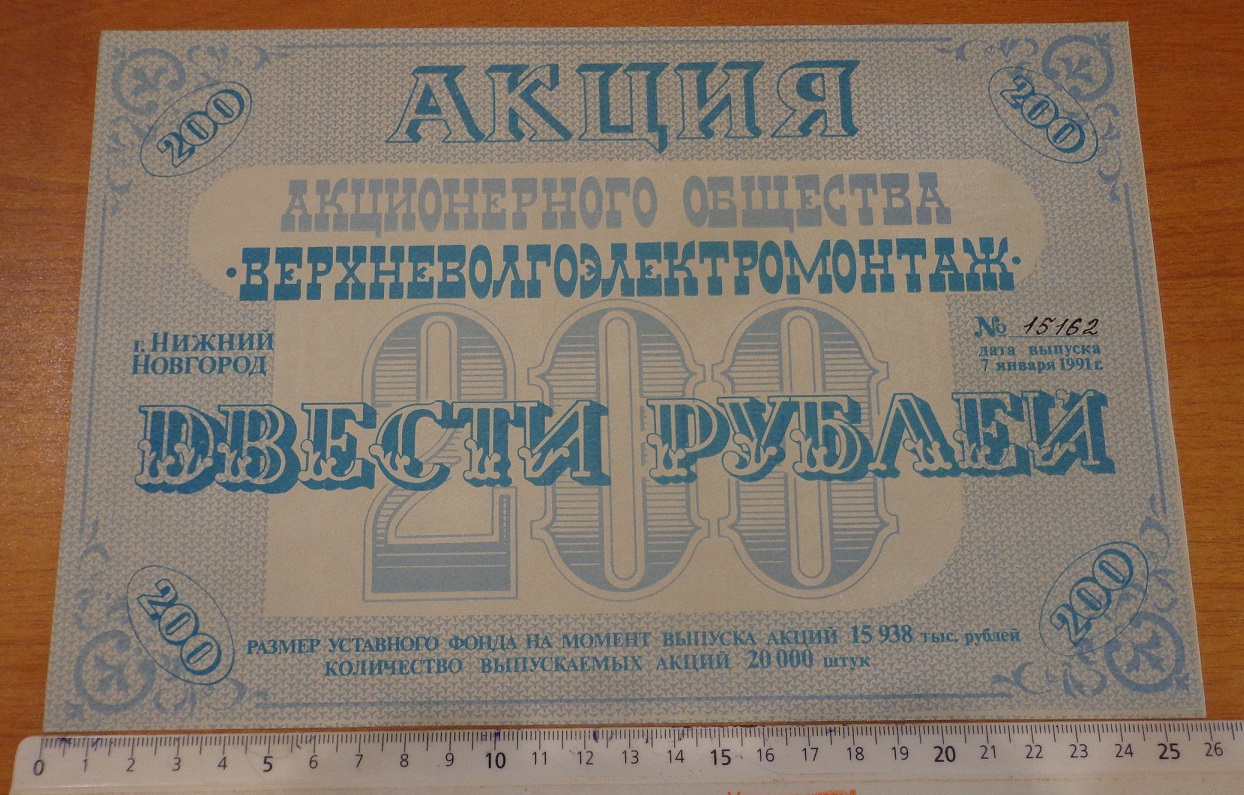 200
АКЦИЯ
200
АКЦИОНЕРНОГО ОБЩЕСТВА
·ВЕРХНЕВОЛГОЭЛЕКТРОМОНТАЖ·
г. НИЖНИЙ
НОВГОРОД
200
№ 15162
дата выпуска
7 января 1991 г.
ДВЕСТИ РУБЛЕЙ
200
200
РАЗМЕР УСТАВНОГО ФОНДА НА МОМЕНТ ВЫПУСКА АКЦИЙ 15 938 тыс. рублей
КОЛИЧЕСТВО ВЫПУСКАЕМЫХ АКЦИЙ 20 000 штук
0 1 2 3 4 5 6 7 8 9 10 11 12 13 14 15 16 17 18 19 20 21 22 23 24 25 26